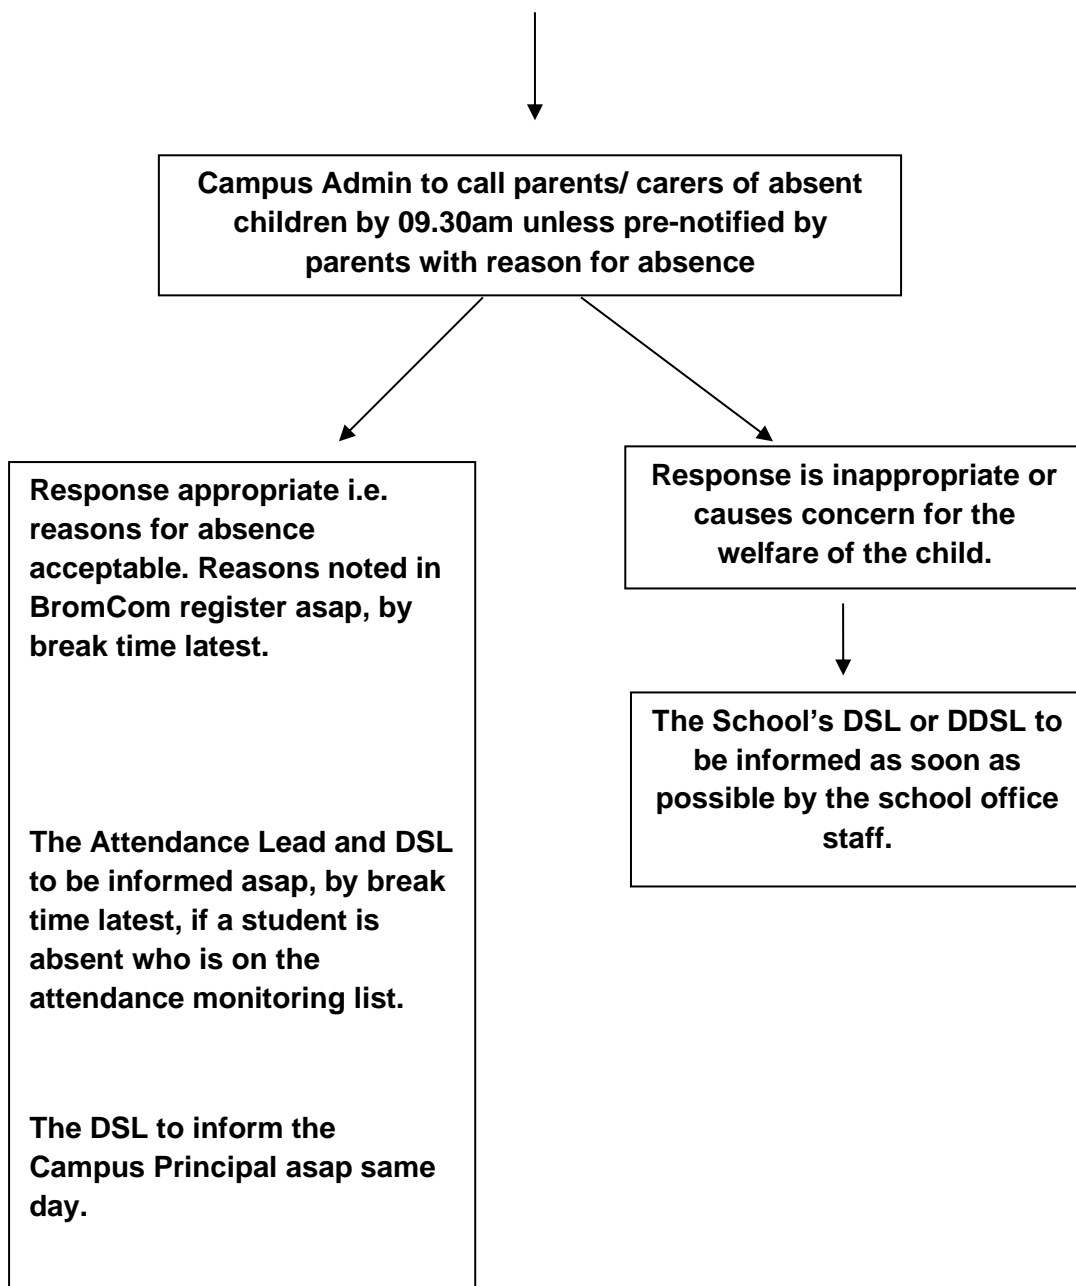 Campus Admin to call parents/ carers of absent
children by 09.30am unless pre-notified by
parents with reason for absence
Response appropriate i.e.
reasons for absence
acceptable. Reasons noted in
BromCom register asap, by
break time latest.
The Attendance Lead and DSL
to be informed asap, by break
time latest, if a student is
absent who is on the
attendance monitoring list.
The DSL to inform the
Campus Principal asap same
day.
Response is inappropriate or
causes concern for the
welfare of the child.
The School’s DSL or DDSL to
be informed as soon as
possible by the school office
staff.